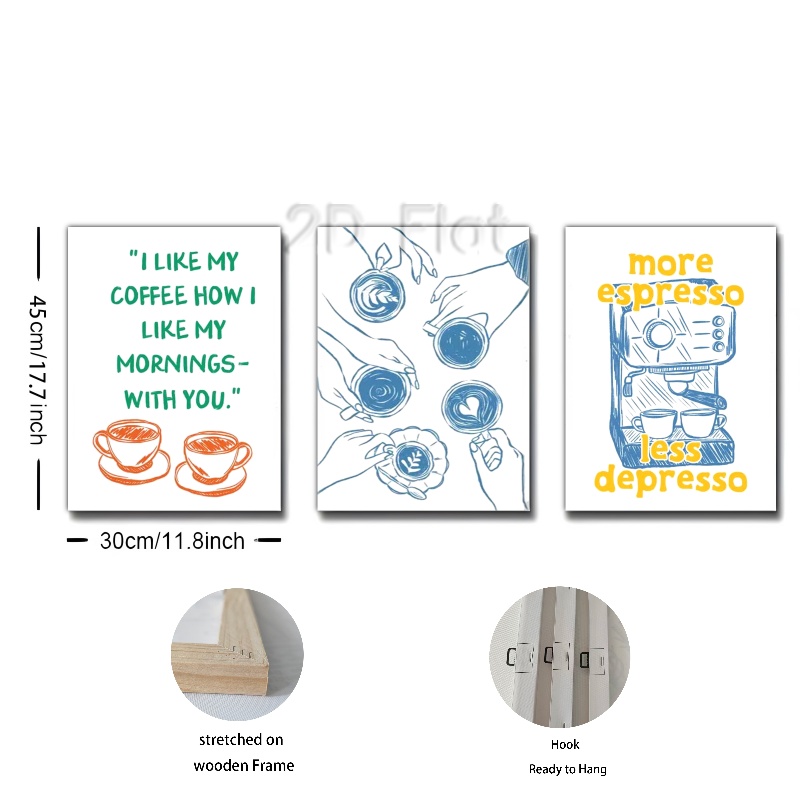 2D Flat
"I LIKE MY
COFFEE HOW I
LIKE MY
MORNINGS-
WITH YOU."
more
espresso
less
depresso
45cm/17.7inch
30cm/11.8inch
stretched on
wooden Frame
Hook
Ready to Hang